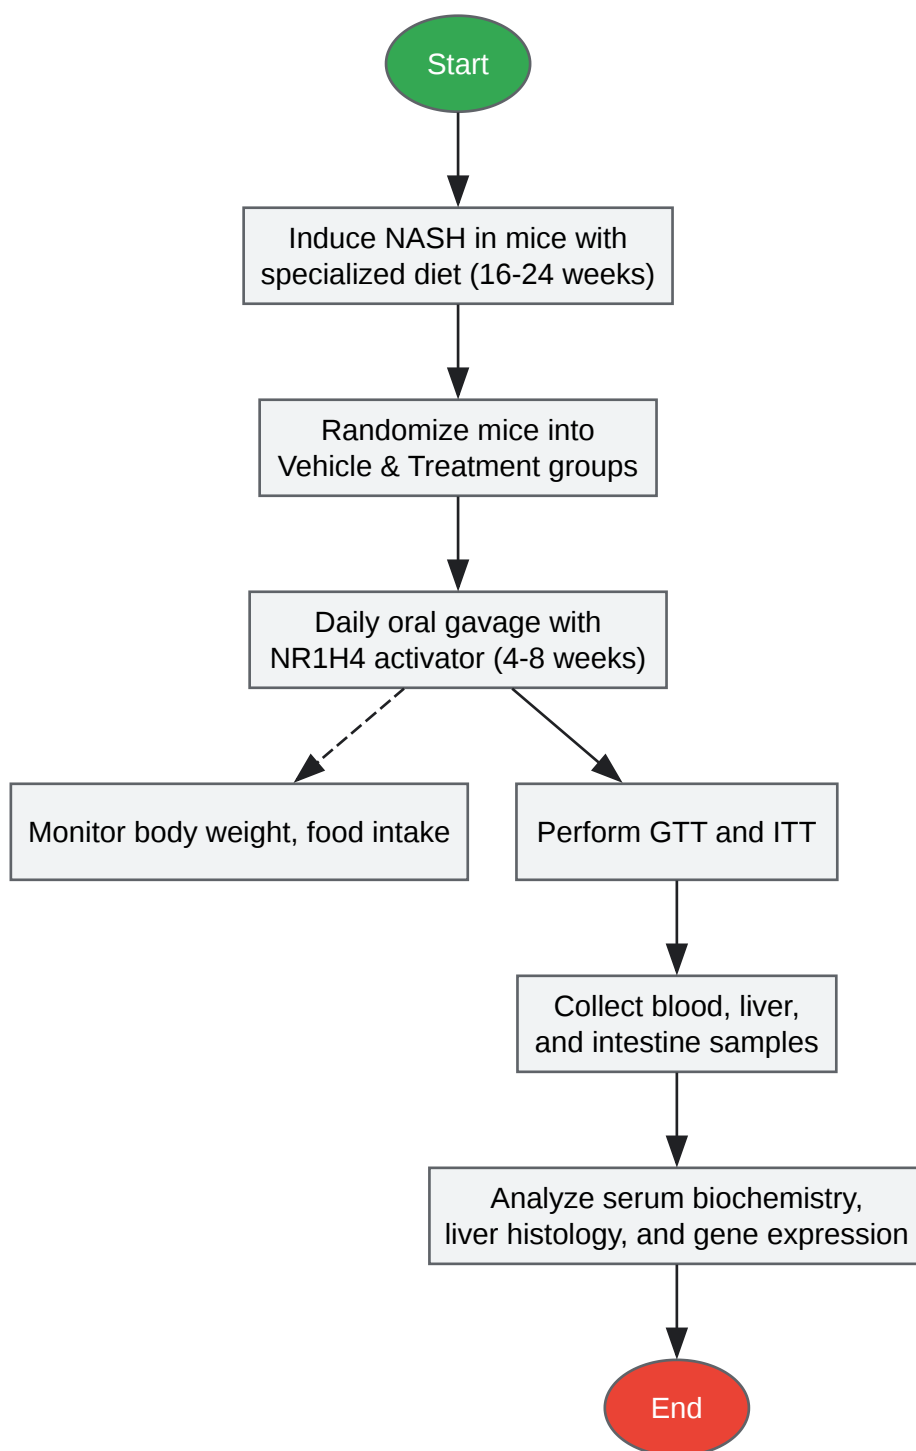 Start
Induce NASH in mice with
specialized diet (16-24 weeks)
Randomize mice into
Vehicle & Treatment groups
Daily oral gavage with
NR1H4 activator (4-8 weeks)
Monitor body weight, food intake
Perform GTT and ITT
Collect blood, liver,
and intestine samples
Analyze serum biochemistry,
liver histology, and gene expression
End